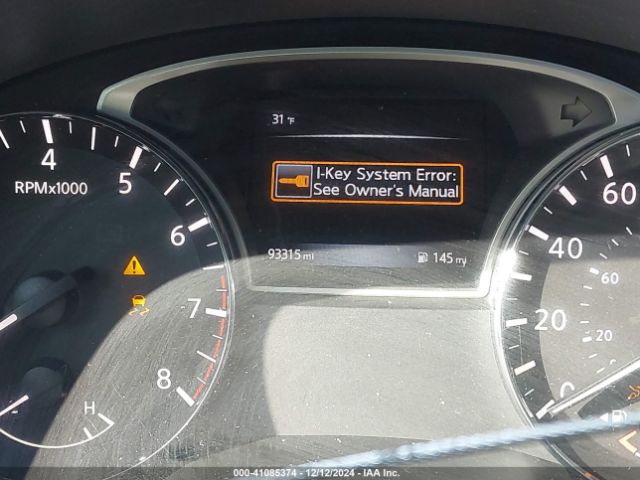 31 °F
I-Key System Error:
See Owner's Manual
93315 mi
145 mi
4
5
6
7
8
RPMx1000
H
60
40
20
0
60
20
000-41085374 - 12/12/2024 - IAA Inc.